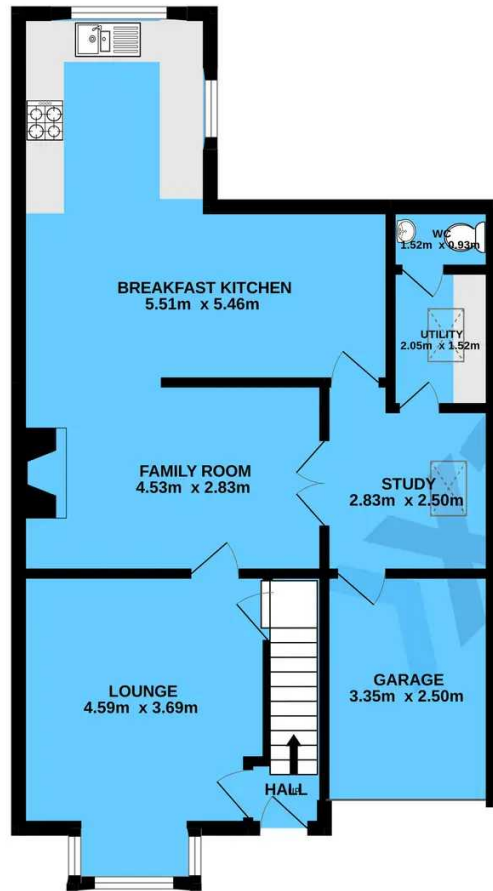 WC
1.52m x 0.93m
BREAKFAST KITCHEN
5.51m x 5.46m
UTILITY
2.05m x 1.52m
FAMILY ROOM
4.53m x 2.83m
STUDY
2.83m x 2.50m
LOUNGE
4.59m x 3.69m
GARAGE
3.35m x 2.50m
HALL